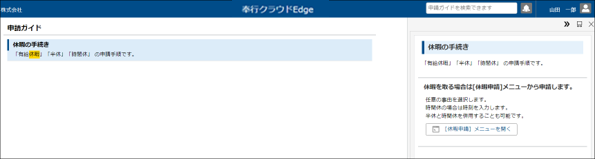 株式会社
奉行クラウドEdge
申請ガイドを検索できます
山田 一郎
申請ガイド
休暇の手続き
「有給休暇」「半休」「時間休」の申請手続です。
休暇の手続き
「有給休暇」「半休」「時間休」の申請手続です。
休暇を取る場合は[休暇申請]メニューから申請します。
任意の事由を選択します。
時間休の場合は時刻を入力します。
半休と時間休を併用することも可能です。
[休暇申請]メニューを開く